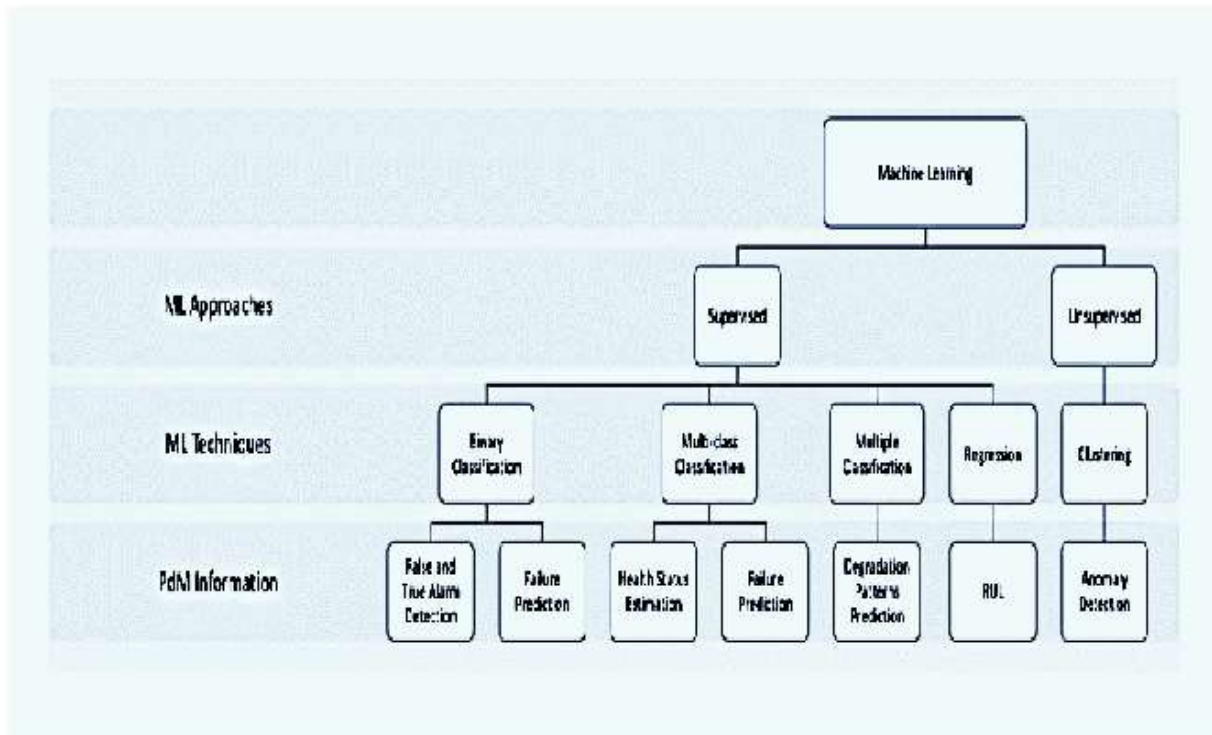 Machine Learning
ML Approaches
Supervised
Unsupervised
ML Techniques
Binary
Classification
Multi-class
Classification
Multiple
Classification
Regression
Clustering
PdM Information
False and
True Alarm
Detection
Failure
Prediction
Health Status
Estimation
Failure
Prediction
Degradation
Patterns
Prediction
RUL
Anomaly
Detection